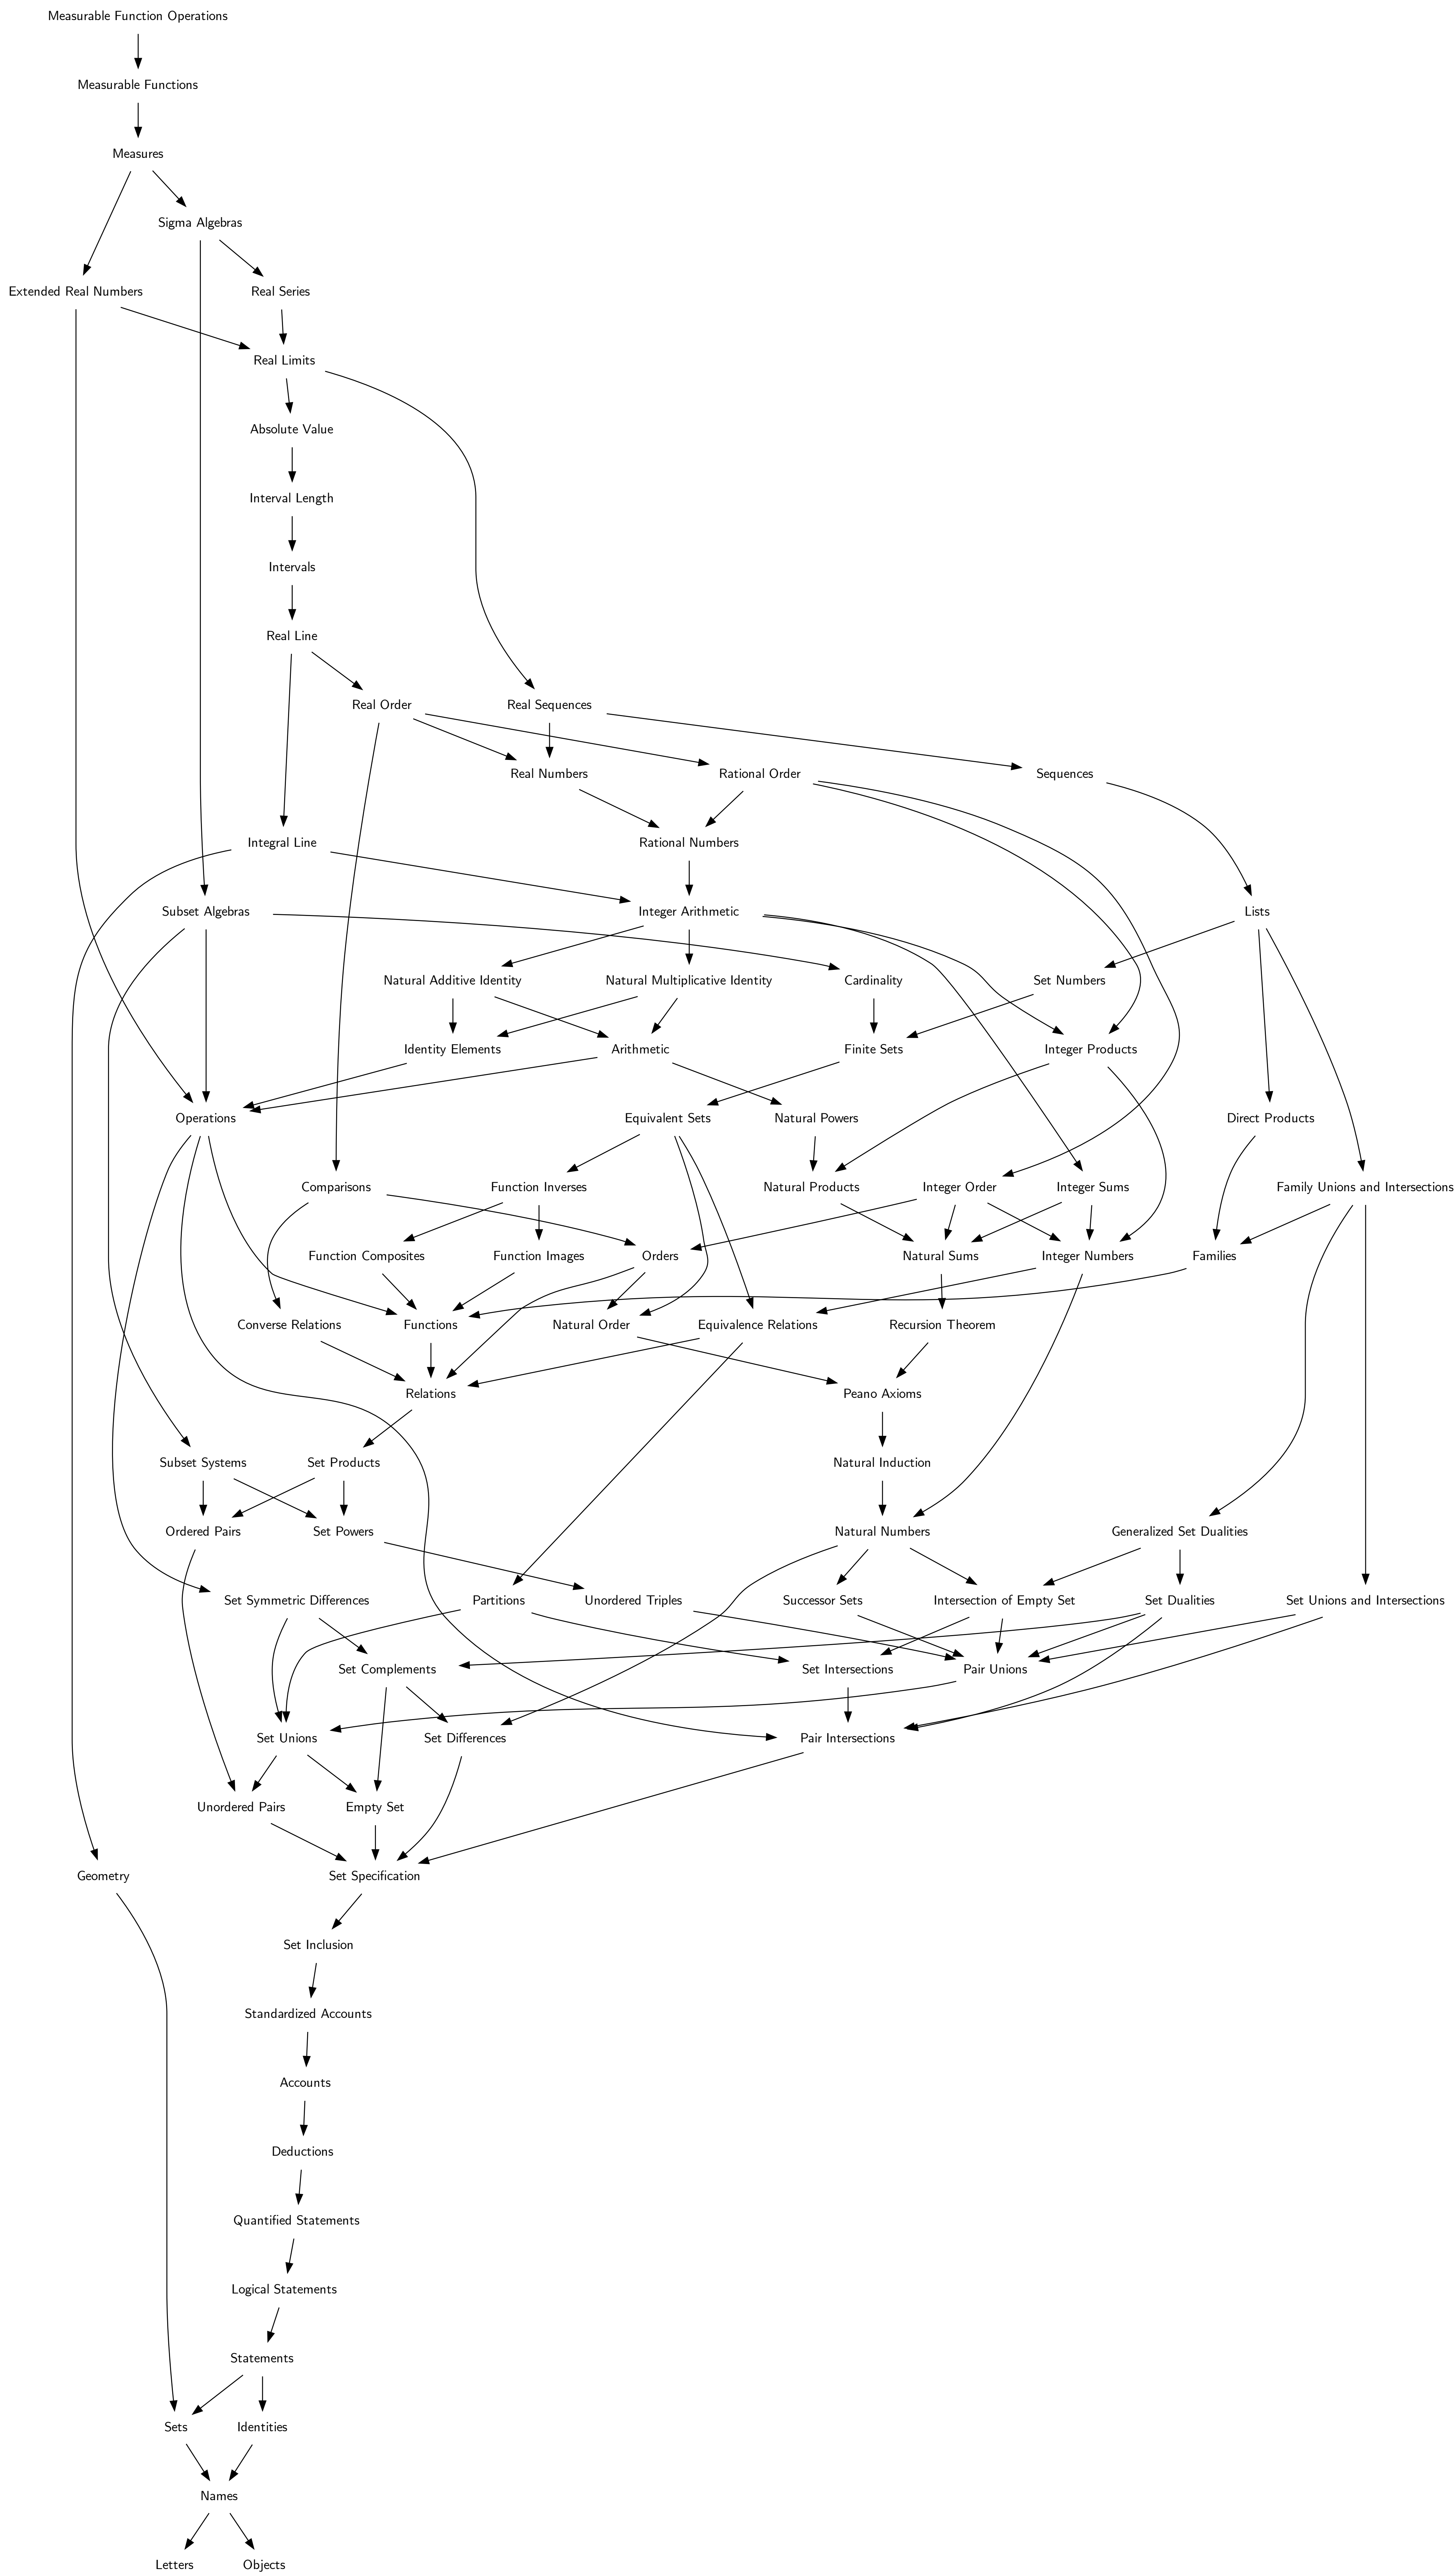 Measurable Function Operations
Measurable Functions
Measures
Sigma Algebras
Extended Real Numbers
Real Series
Real Limits
Absolute Value
Interval Length
Intervals
Real Line
Real Order
Real Sequences
Real Numbers
Rational Order
Sequences
Integral Line
Rational Numbers
Subset Algebras
Integer Arithmetic
Lists
Natural Additive Identity
Natural Multiplicative Identity
Cardinality
Set Numbers
Identity Elements
Arithmetic
Finite Sets
Integer Products
Operations
Equivalent Sets
Natural Powers
Direct Products
Comparisons
Function Inverses
Natural Products
Integer Order
Integer Sums
Family Unions and Intersections
Function Composites
Function Images
Orders
Natural Sums
Integer Numbers
Families
Converse Relations
Functions
Natural Order
Equivalence Relations
Recursion Theorem
Relations
Peano Axioms
Subset Systems
Set Products
Natural Induction
Ordered Pairs
Set Powers
Natural Numbers
Generalized Set Dualities
Set Symmetric Differences
Partitions
Unordered Triples
Successor Sets
Intersection of Empty Set
Set Dualities
Set Unions and Intersections
Set Complements
Set Intersections
Pair Unions
Set Unions
Set Differences
Pair Intersections
Unordered Pairs
Empty Set
Geometry
Set Specification
Set Inclusion
Standardized Accounts
Accounts
Deductions
Quantified Statements
Logical Statements
Statements
Sets
Identities
Names
Letters
Objects